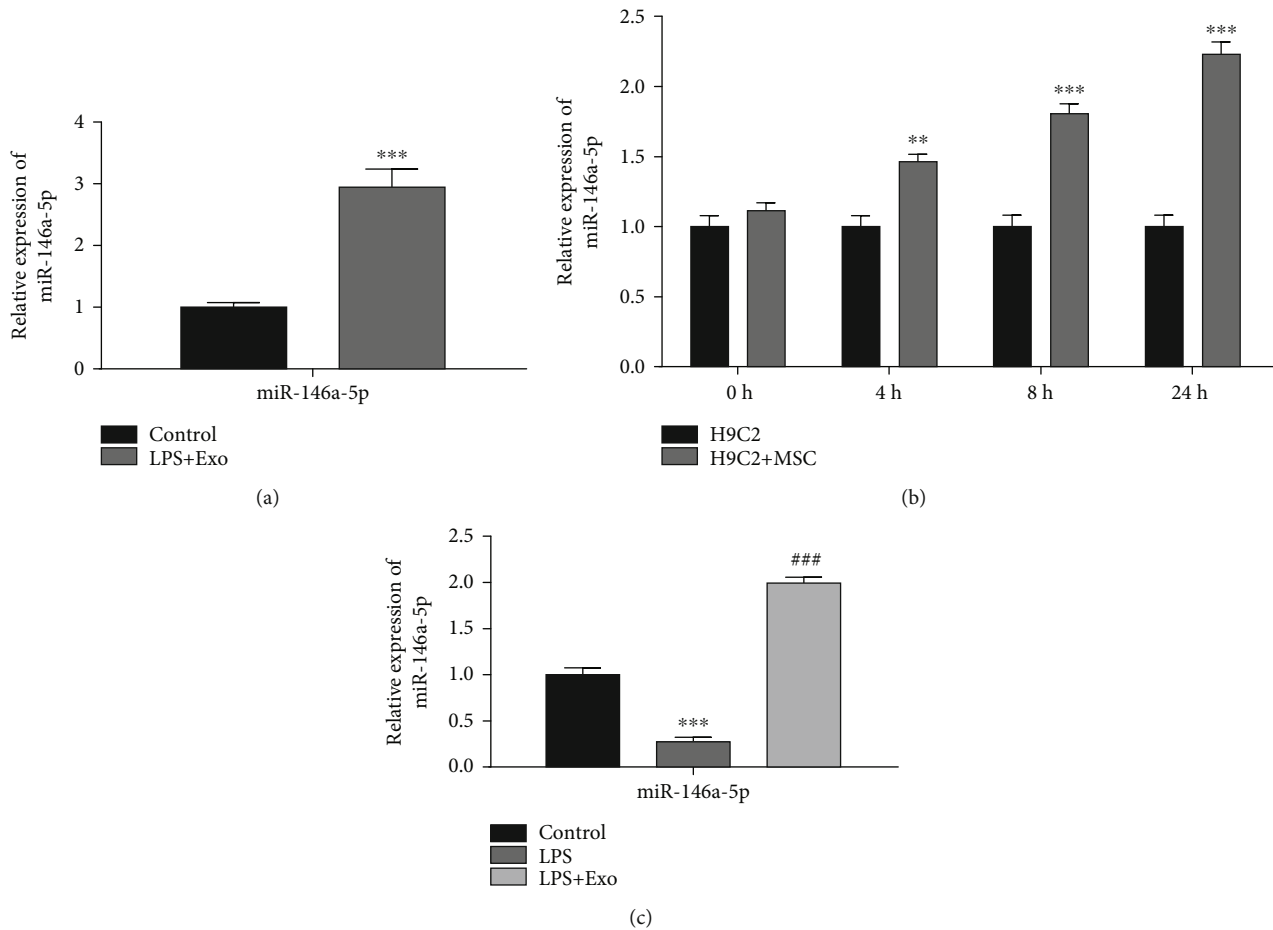 Relative expression of
miR-146a-5p
4
3
2
1
0
***
miR-146a-5p
Control
LPS+Exo
(a)
Relative expression of
miR-146a-5p
2.5
2.0
1.5
1.0
0.5
0.0
**
***
***
0 h
4 h
8 h
24 h
H9C2
H9C2+MSC
(b)
Relative expression of
miR-146a-5p
2.5
2.0
1.5
1.0
0.5
0.0
***
###
miR-146a-5p
Control
LPS
LPS+Exo
(c)